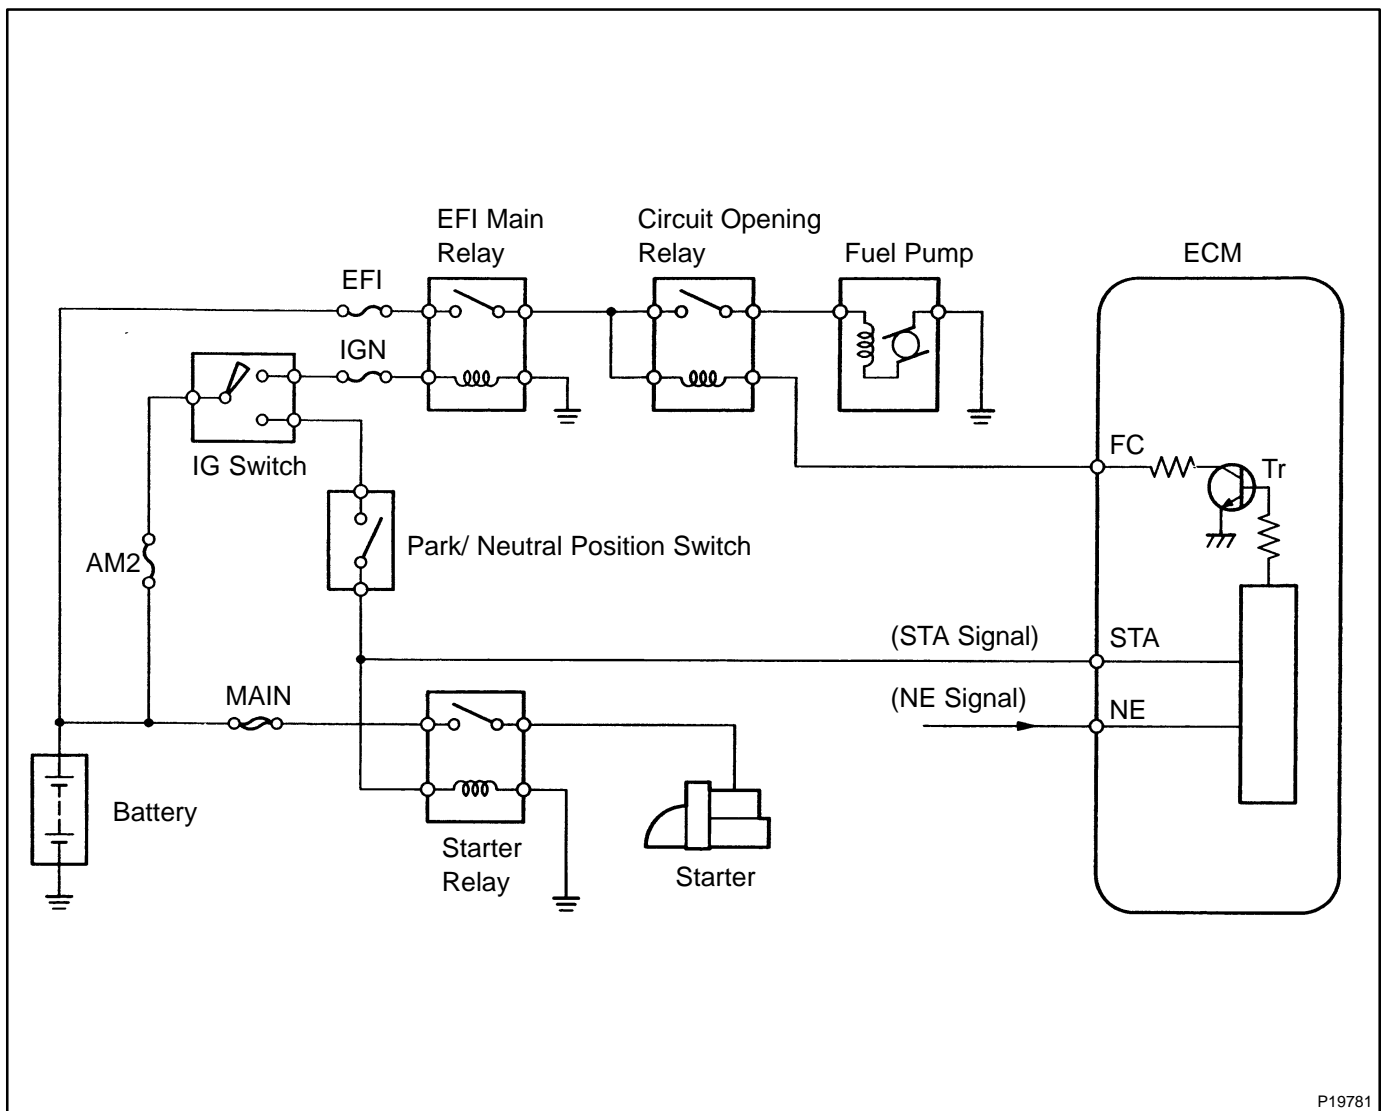 EFI Main
Relay
Circuit Opening
Relay
Fuel Pump
ECM
EFI
IGN
IG Switch
FC
Tr
Park/ Neutral Position Switch
AM2
(STA Signal)
STA
MAIN
(NE Signal)
NE
Battery
Starter
Relay
Starter
P19781